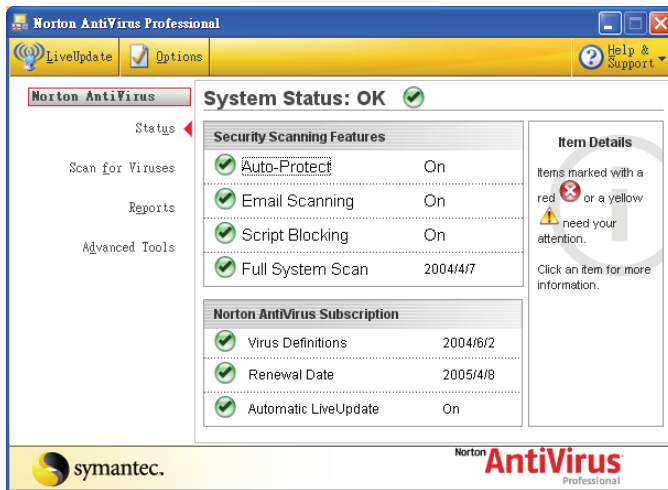 Norton AntiVirus Professional
LiveUpdate
Options
Help &
Support
Norton AntiVirus
Status
Scan for Viruses
Reports
Advanced Tools
System Status: OK
Security Scanning Features
Auto-Protect On
Email Scanning On
Script Blocking On
Full System Scan 2004/4/7
Norton AntiVirus Subscription
Virus Definitions 2004/6/2
Renewal Date 2005/4/8
Automatic LiveUpdate On
Item Details
Items marked with a
red or a yellow
need your
attention.
Click an item for more
information.
symantec.
Norton AntiVirus
Professional